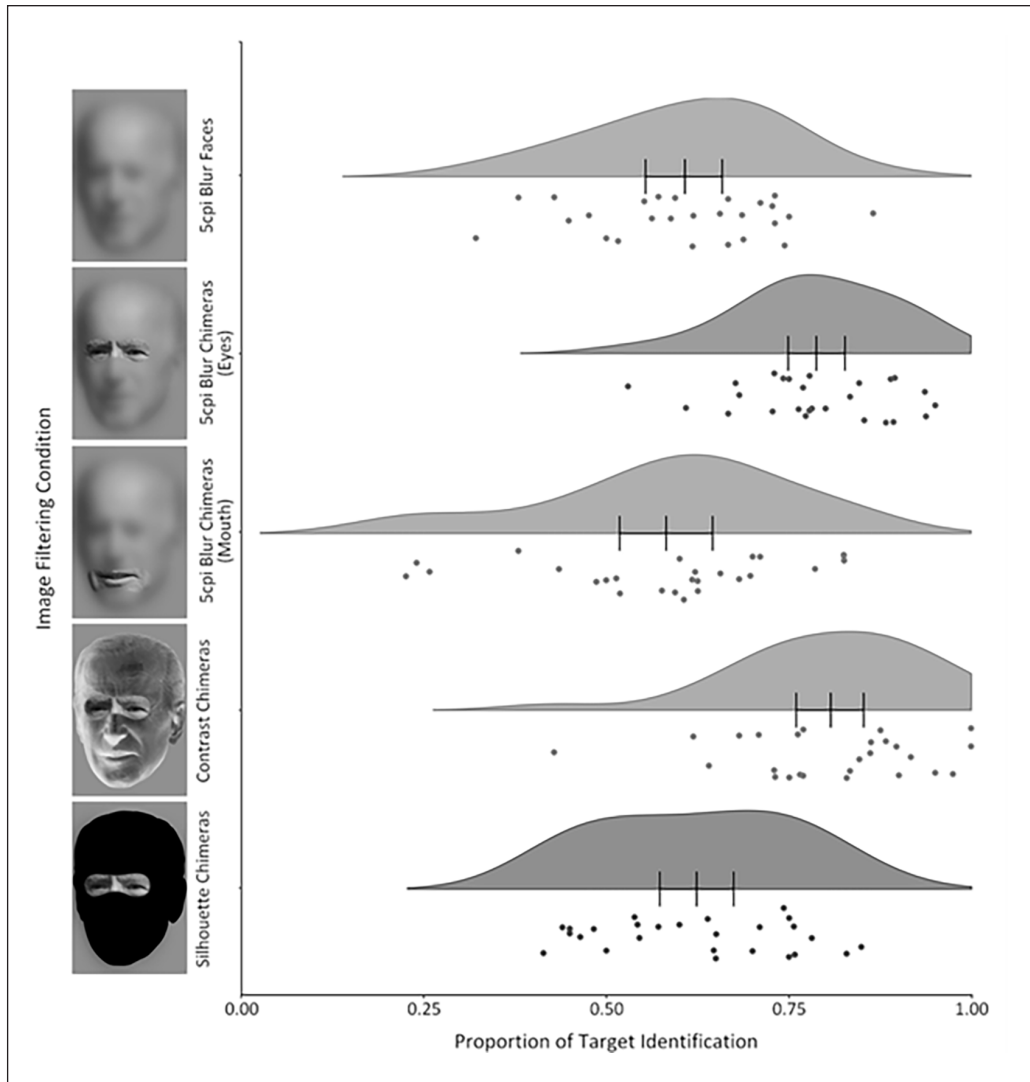 Image Filtering Condition
5cpi Blur Faces
5cpi Blur Chimeras
(Eyes)
5cpi Blur Chimeras
(Mouth)
Contrast Chimeras
Silhouette Chimeras
0.00 0.25 0.50 0.75 1.00
Proportion of Target Identification